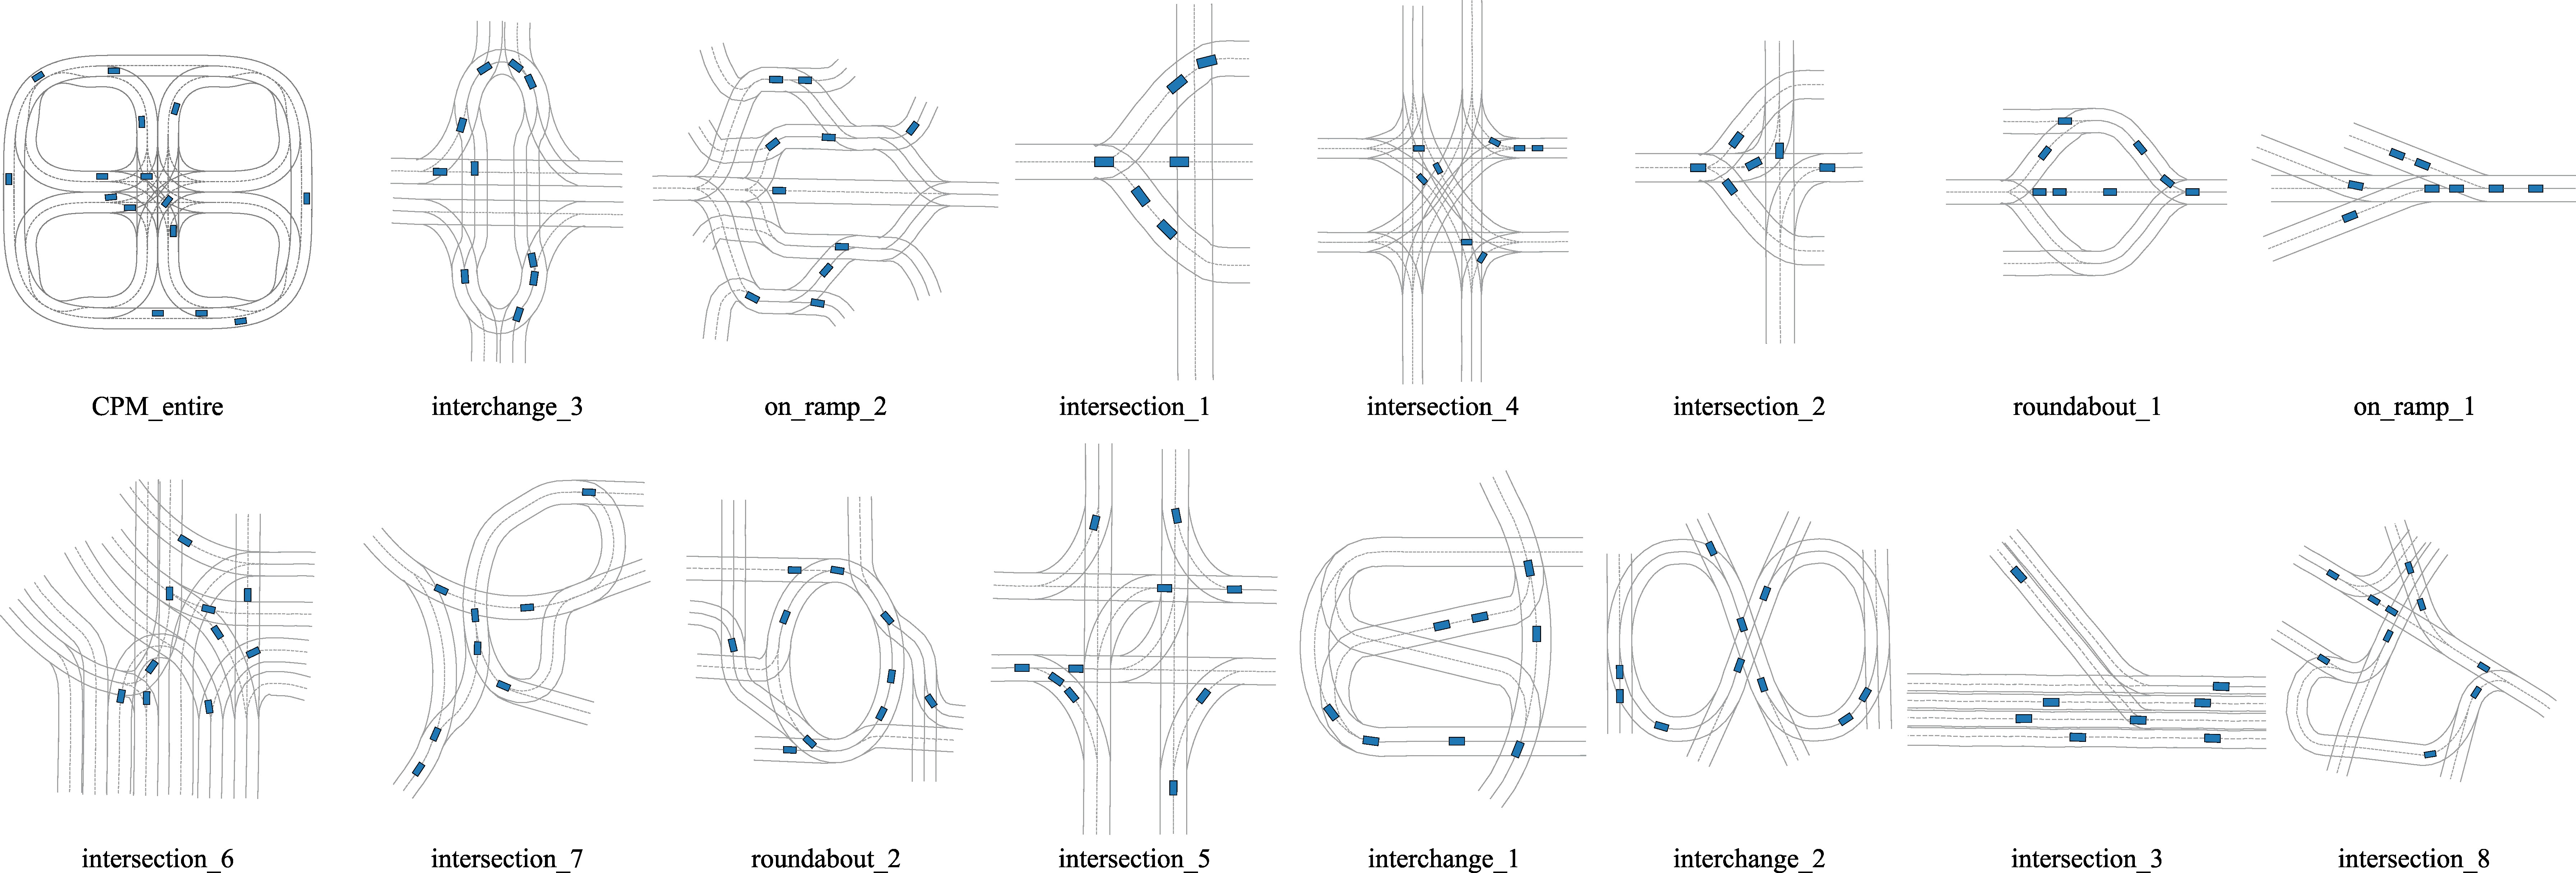 CPM_entire
interchange_3
on_ramp_2
intersection_1
intersection_4
intersection_2
roundabout_1
on_ramp_1
intersection_6
intersection_7
roundabout_2
intersection_5
interchange_1
interchange_2
intersection_3
intersection_8